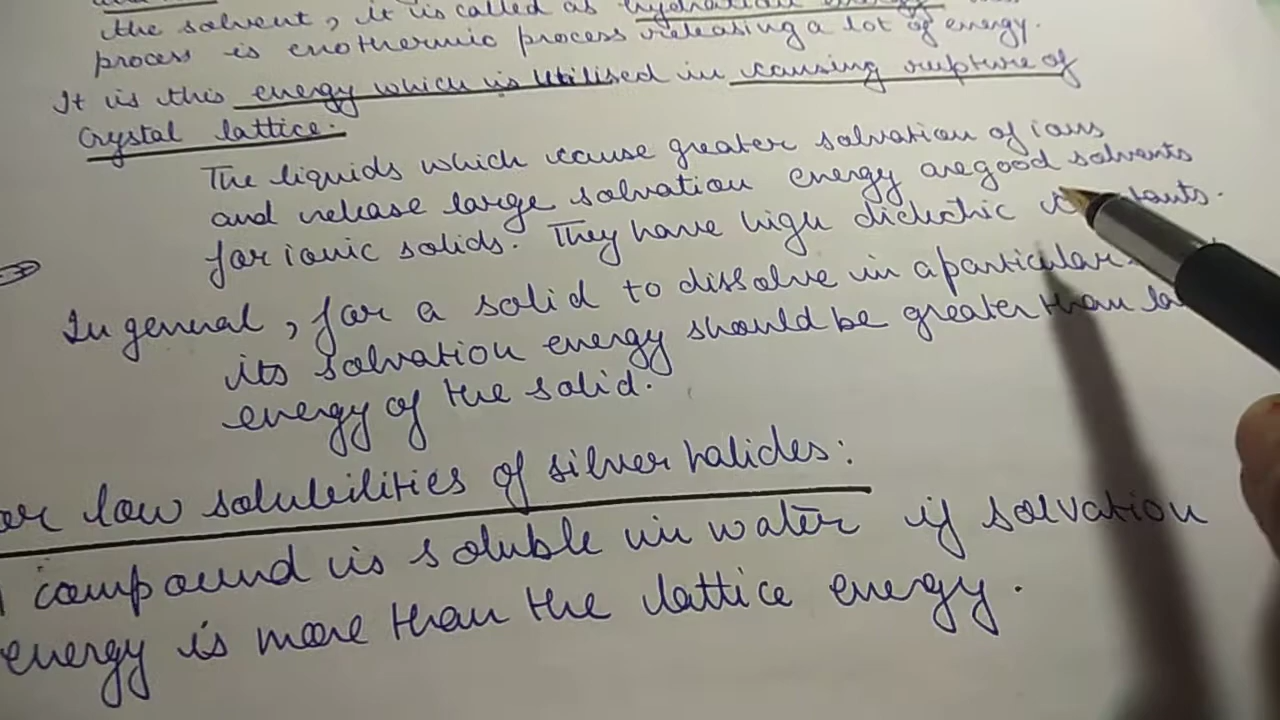 the solvent, it is called as hydration energy
process is exothermic process releasing a lot of energy.
It is this energy which is utilised in causing rupture of
crystal lattice.
The liquids which cause greater solvation of ions
and release large solvation energy are good solvents
for ionic solids. They have high dielectric
In general, for a solid to dissolve in a particular
its solvation energy should be greater than
energy of the solid.
low solubilities of silver halides:
compound is soluble in water if solvation
energy is more than the lattice energy.